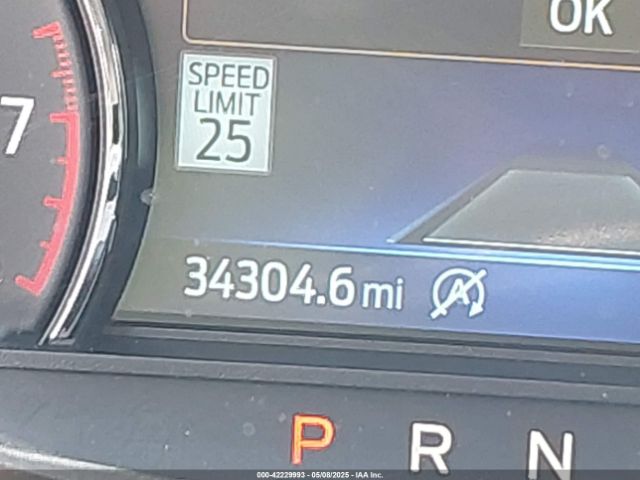 OK
SPEED
LIMIT
25
7
34304.6 mi
A
P R N
000-42229993 - 05/08/2025 - IAA Inc.